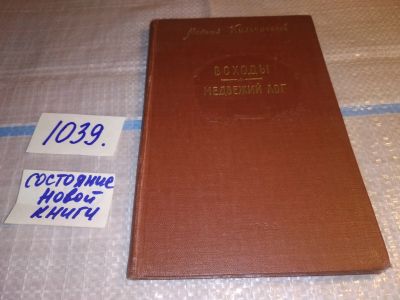 ВСХОДЫ
МЕДВЕЖИЙ ЛОГ
1039.
СОСТОЯНИЕ
НОВОЙ
КНИГИ